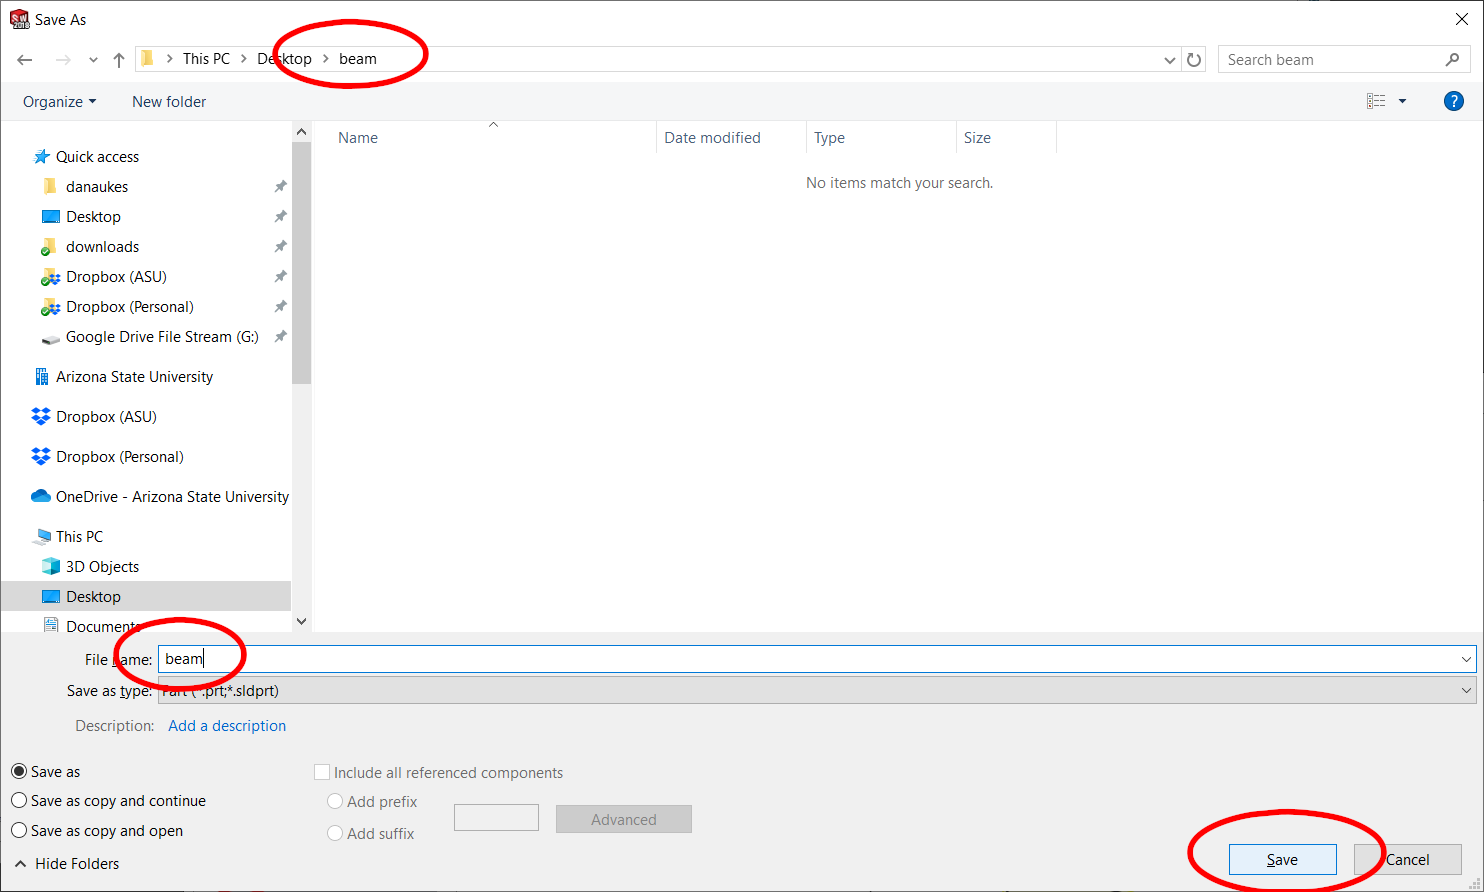 Save As
This PC > Desktop > beam
Search beam
Organize New folder
?
Name Date modified Type Size
No items match your search.
Quick access
danaukes
Desktop
downloads
Dropbox (ASU)
Dropbox (Personal)
Google Drive File Stream (G:)
Arizona State University
Dropbox (ASU)
Dropbox (Personal)
OneDrive - Arizona State University
This PC
3D Objects
Desktop
Documents
File name: beam
Save as type: Part (*.prt;*.sldprt)
Description: Add a description
Save as
Save as copy and continue
Save as copy and open
Include all referenced components
Add prefix
Add suffix
Advanced
Hide Folders
Save Cancel